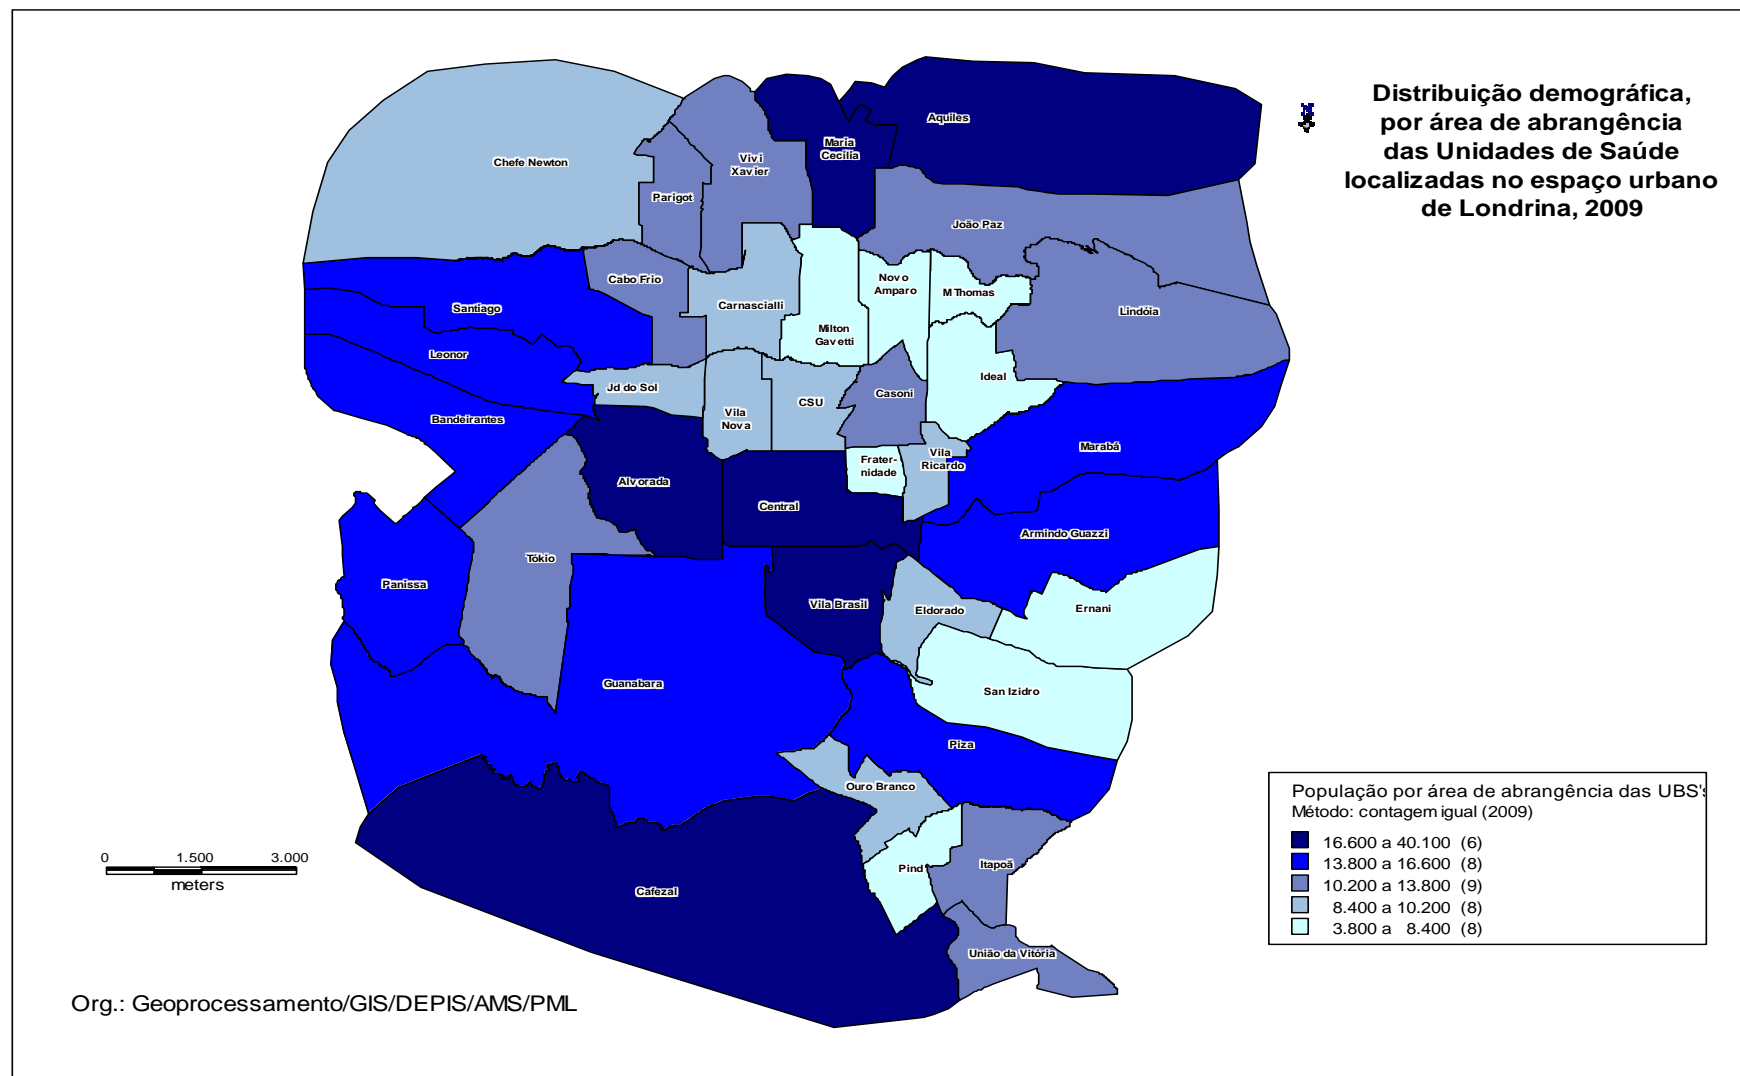 Distribuição demográfica,
por área de abrangência
das Unidades de Saúde
localizadas no espaço urbano
de Londrina, 2009
Aquiles
Maria
Cecília
Chefe Newton
Vivi
Xavier
Parigot
João Paz
Cabo Frio
Novo
Amparo
M Thomas
Santiago
Carnascialli
Lindóia
Milton
Gavetti
Leonor
Ideal
Jd do Sol
Casoni
CSU
Vila
Nova
Bandeirantes
Marabá
Vila
Ricardo
Frater-
nidade
Alvorada
Central
Armindo Guazzi
Tókio
Panissa
Vila Brasil
Eldorado
Ernani
Guanabara
San Izidro
Piza
Ouro Branco
Itapoã
Pind
Cafezal
União da Vitória
População por área de abrangência das UBS's
Método: contagem igual (2009)
16.600 a 40.100 (6)
13.800 a 16.600 (8)
10.200 a 13.800 (9)
8.400 a 10.200 (8)
3.800 a 8.400 (8)
0 1.500 3.000
meters
Org.: Geoprocessamento/GIS/DEPIS/AMS/PML